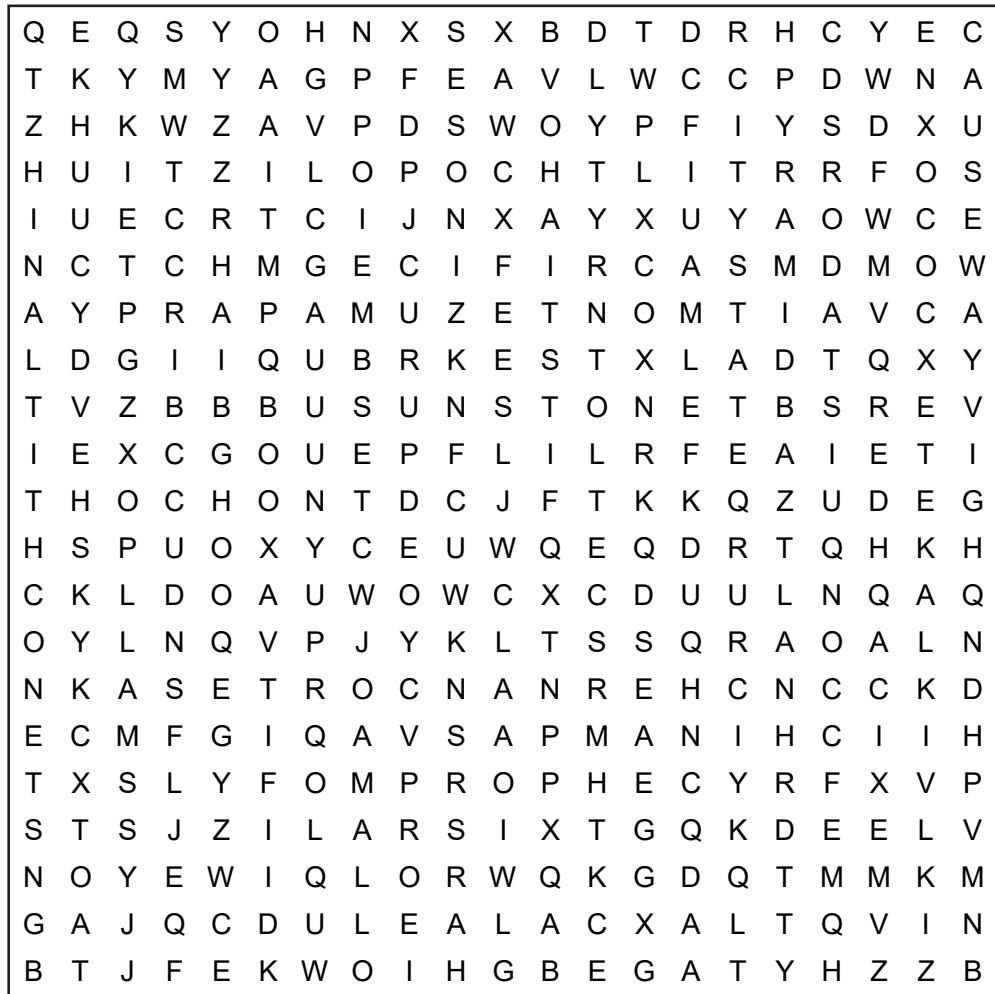 Q E Q S Y O H N X S X B D T D R H C Y E C
T K Y M Y A G P F E A V L W C C P D W N A
Z H K W Z A V P D S W O Y P F I Y S D X U
H U I T Z I L O P O C H T L I T R R F O S
I U E C R T C I J N X A Y X U Y A O W C E
N C T C H M G E C I F I R C A S M D M O W
A Y P R A P A M U Z E T N O M T I A V C A
L D G I I Q U B R K E S T X L A D T Q X Y
T V Z B B B U S U N S T O N E T B S R E V
I E X C G O U E P F L I L R F E A I E T I
T H O C H O N T D C J F T K K Q Z U D E G
H S P U O X Y C E U W Q E Q D R T Q H K H
C K L D O A U W O W C X C D U U L N Q A Q
O Y L N Q V P J Y K L T S S Q R A O A L N
N K A S E T R O C N A N R E H C N C C K D
E C M F G I Q A V S A P M A N I H C I I H
T X S L Y F O M P R O P H E C Y R F X V P
S T S J Z I L A R S I X T G Q K D E E L V
N O Y E W I Q L O R W Q K G D Q T M M K M
G A J Q C D U L E A L A C X A L T Q V I N
B T J F E K W O I H G B E G A T Y H Z Z B